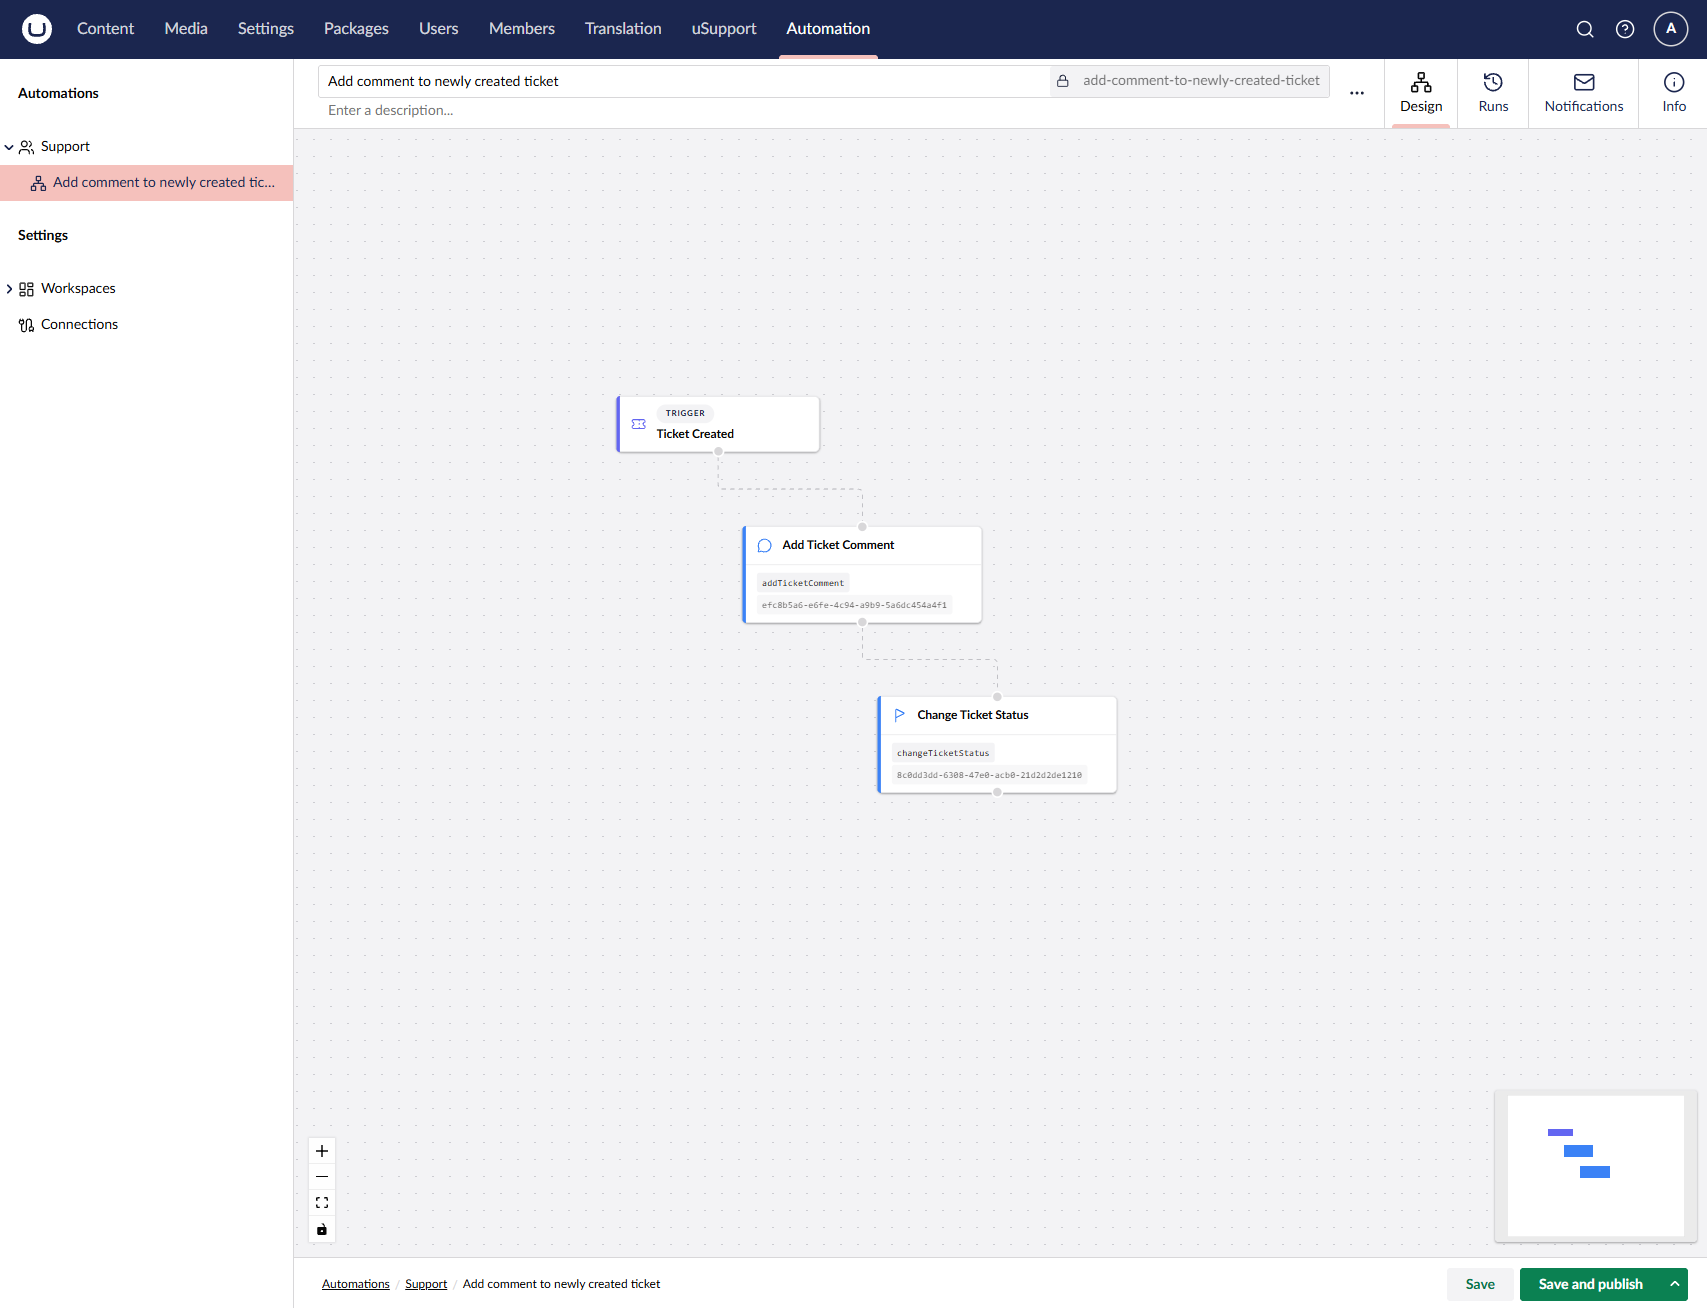 Content Media Settings Packages Users Members Translation uSupport Automation A
Automations
Support
Add comment to newly created tic...
Settings
Workspaces
Connections
Add comment to newly created ticket add-comment-to-newly-created-ticket
Enter a description...
Design Runs Notifications Info
TRIGGER
Ticket Created
Add Ticket Comment
addTicketComment
efc8b5a6-e6fe-4c94-a9b9-5a6dc454a4f1
Change Ticket Status
changeTicketStatus
8c0dd3dd-6308-47e0-acb0-21d2d2de1210
Automations / Support / Add comment to newly created ticket
Save Save and publish